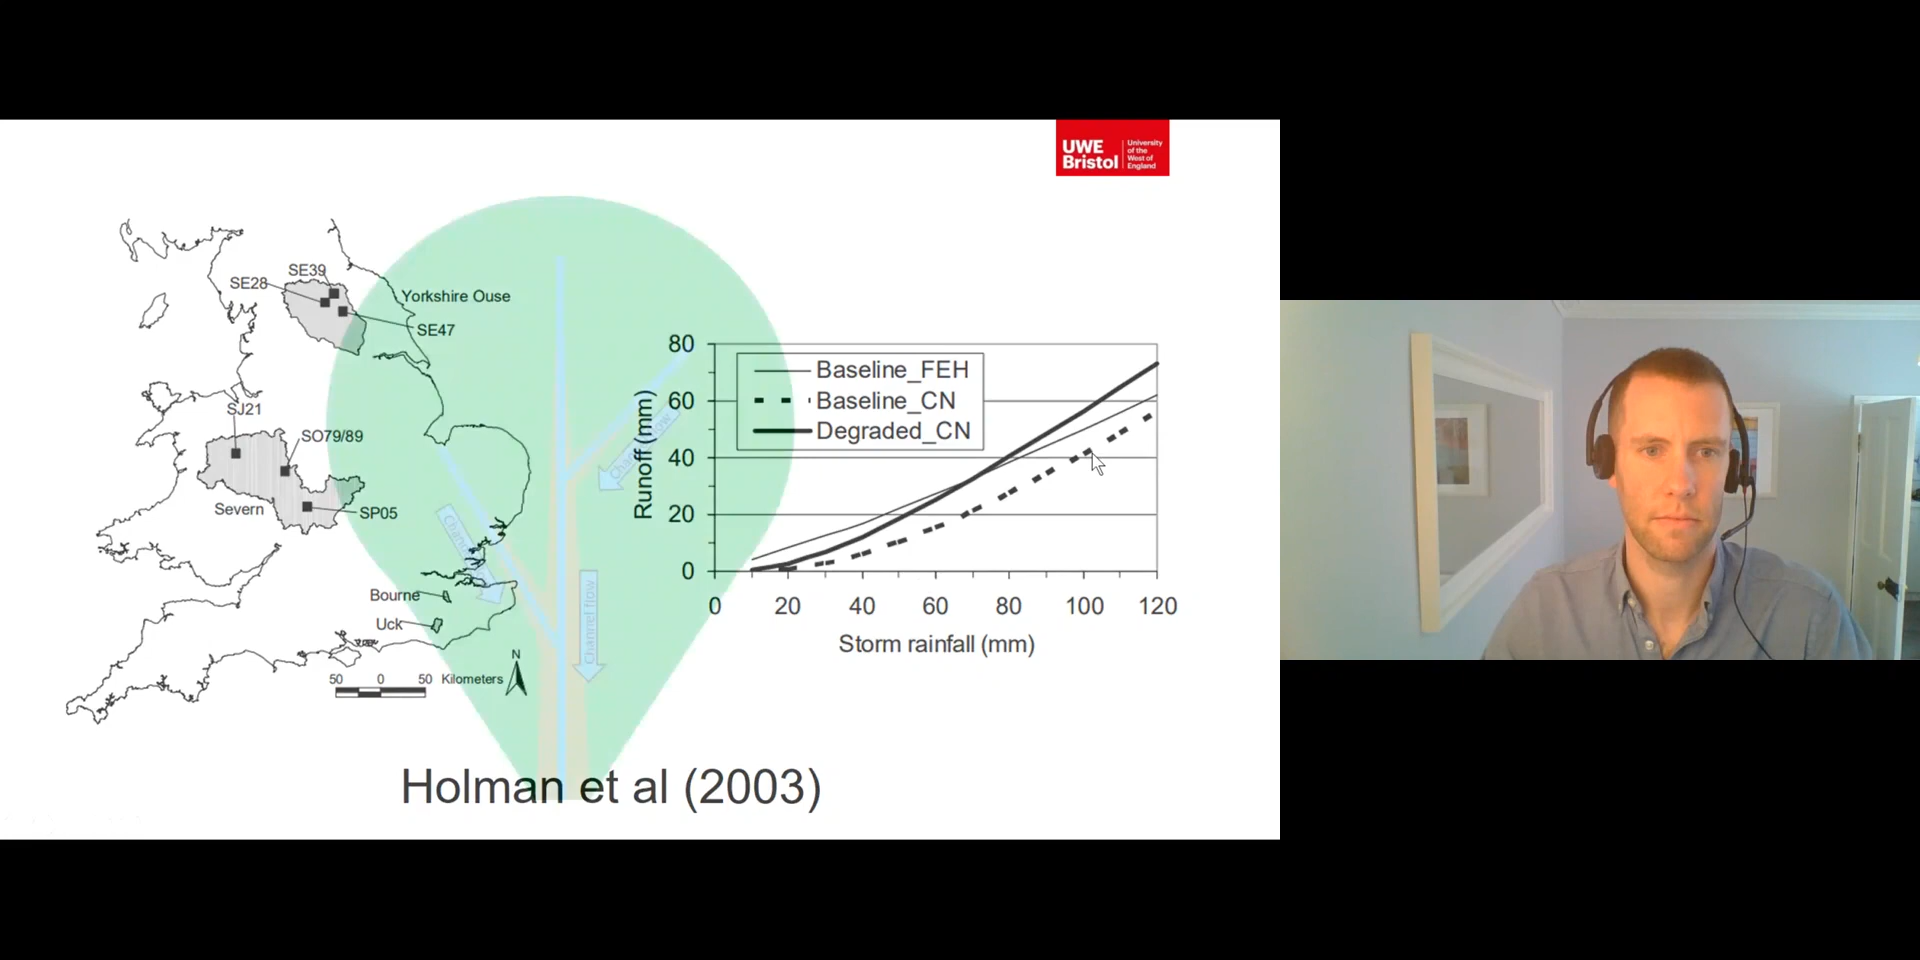 UWE
Bristol
University
of the
West of
England
SE39
SE28
Yorkshire Ouse
SE47
SJ21
SO79/89
Severn
SP05
Bourne
Uck
N
50 0 50 Kilometers
80
60
40
20
0
Runoff (mm)
Baseline_FEH
Baseline_CN
Degraded_CN
0 20 40 60 80 100 120
Storm rainfall (mm)
Channel flow
Holman et al (2003)